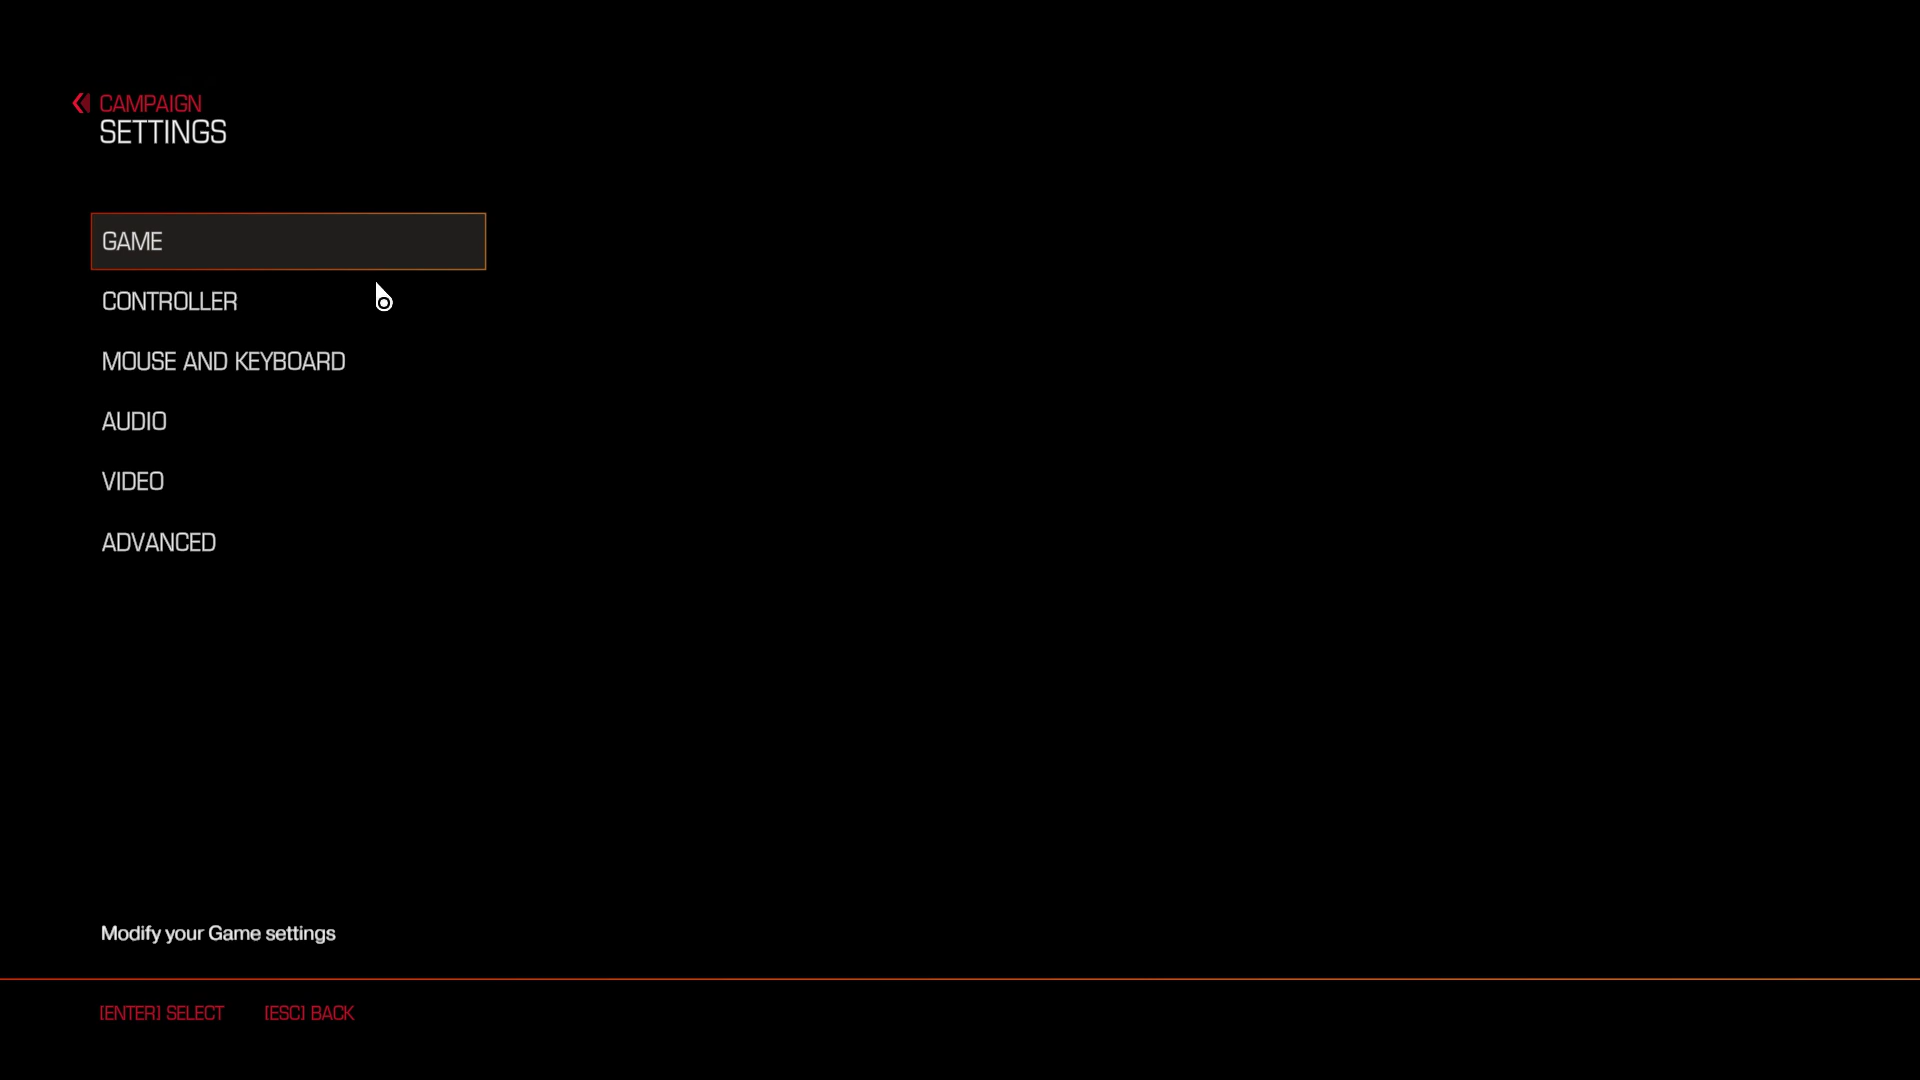 CAMPAIGN
SETTINGS
GAME
CONTROLLER
MOUSE AND KEYBOARD
AUDIO
VIDEO
ADVANCED
Modify your Game settings
[ENTER] SELECT [ESC] BACK